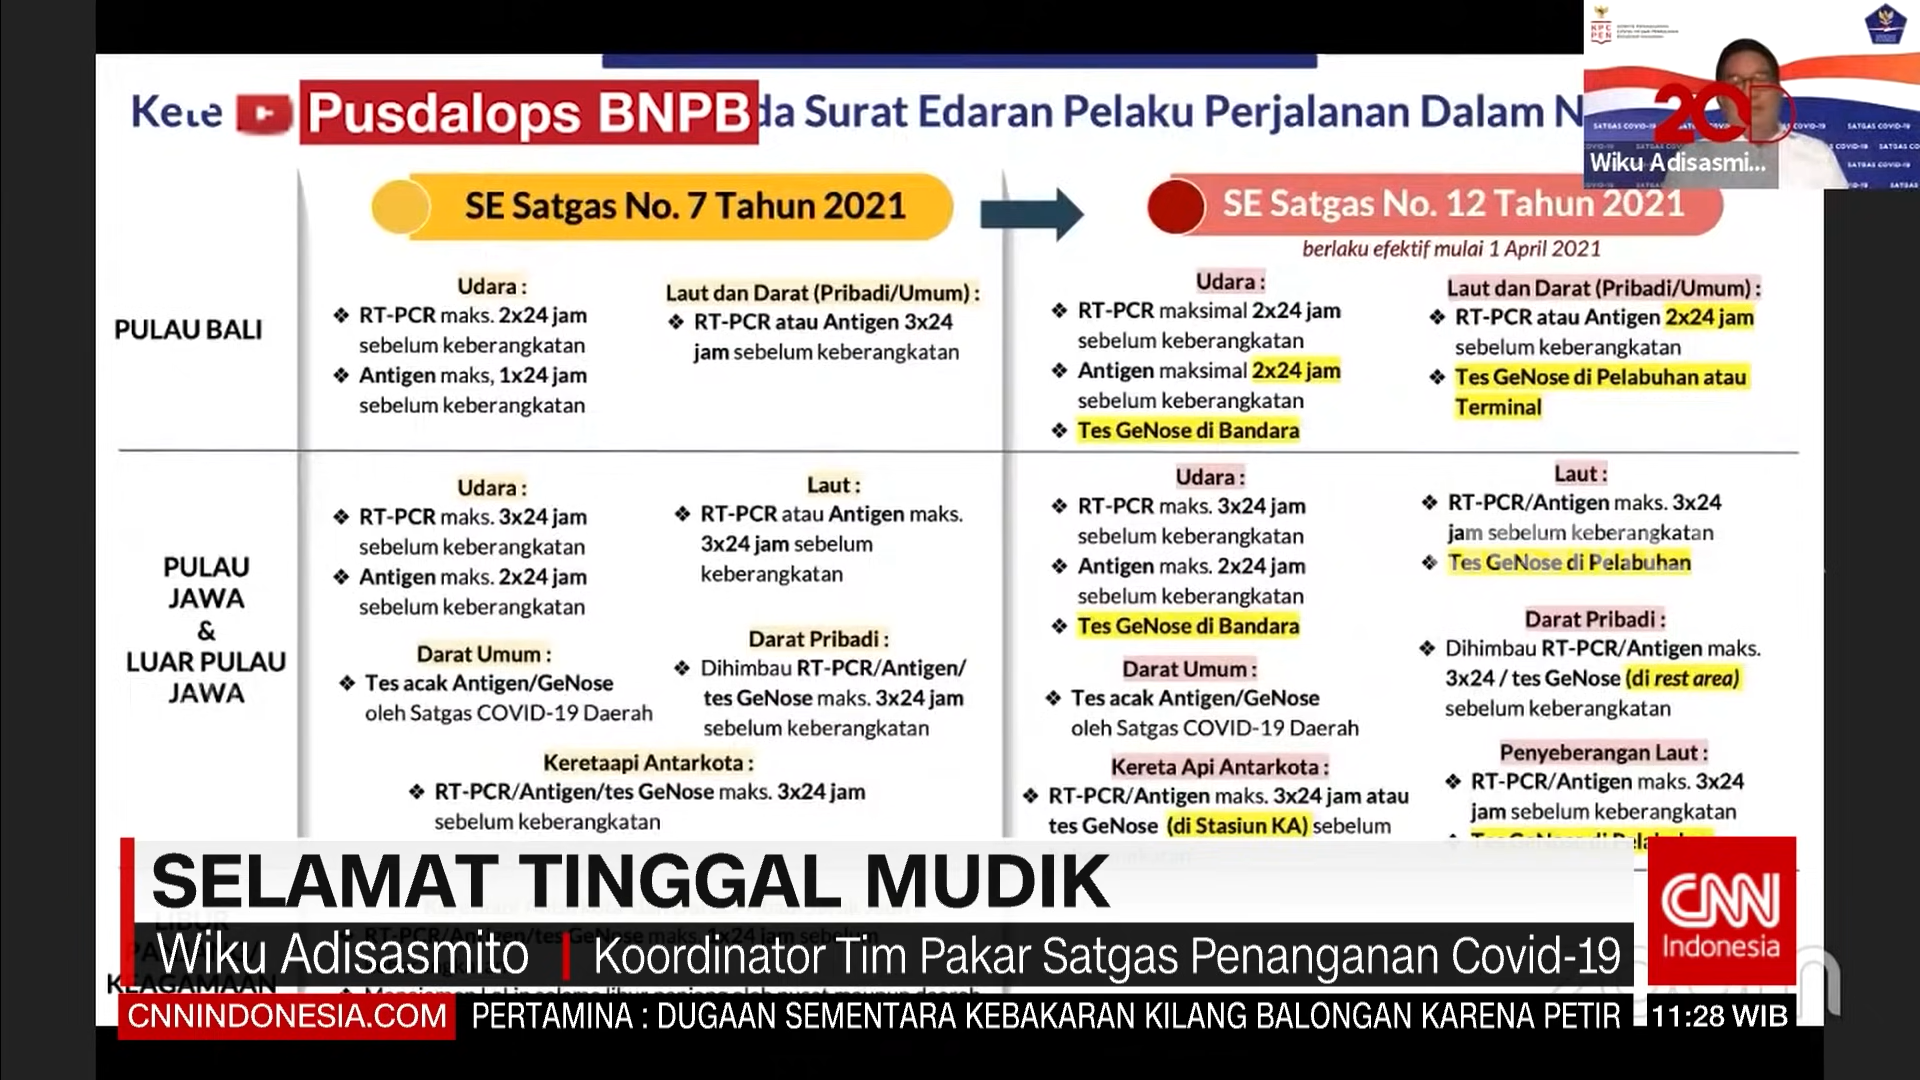 Kete
Pusdalops BNPB
da Surat Edaran Pelaku Perjalanan Dalam N
20
Wiku Adisasmi...
SE Satgas No. 7 Tahun 2021
SE Satgas No. 12 Tahun 2021
berlaku efektif mulai 1 April 2021
PULAU BALI
Udara :
RT-PCR maks. 2x24 jam
sebelum keberangkatan
Antigen maks, 1x24 jam
sebelum keberangkatan
Laut dan Darat (Pribadi/Umum) :
RT-PCR atau Antigen 3x24
jam sebelum keberangkatan
Udara :
RT-PCR maksimal 2x24 jam
sebelum keberangkatan
Antigen maksimal 2x24 jam
sebelum keberangkatan
Tes GeNose di Bandara
Laut dan Darat (Pribadi/Umum) :
RT-PCR atau Antigen 2x24 jam
sebelum keberangkatan
Tes GeNose di Pelabuhan atau
Terminal
PULAU
JAWA
&
LUAR PULAU
JAWA
Udara :
RT-PCR maks. 3x24 jam
sebelum keberangkatan
Antigen maks. 2x24 jam
sebelum keberangkatan
Laut :
RT-PCR atau Antigen maks.
3x24 jam sebelum
keberangkatan
Darat Umum :
Tes acak Antigen/GeNose
oleh Satgas COVID-19 Daerah
Darat Pribadi :
Dihimbau RT-PCR/Antigen/
tes GeNose maks. 3x24 jam
sebelum keberangkatan
Keretaapi Antarkota :
RT-PCR/Antigen/tes GeNose maks. 3x24 jam
sebelum keberangkatan
Udara :
RT-PCR maks. 3x24 jam
sebelum keberangkatan
Antigen maks. 2x24 jam
sebelum keberangkatan
Tes GeNose di Bandara
Laut :
RT-PCR/Antigen maks. 3x24
jam sebelum keberangkatan
Tes GeNose di Pelabuhan
Darat Umum :
Tes acak Antigen/GeNose
oleh Satgas COVID-19 Daerah
Darat Pribadi :
Dihimbau RT-PCR/Antigen maks.
3x24 / tes GeNose (di rest area)
sebelum keberangkatan
Kereta Api Antarkota :
RT-PCR/Antigen maks. 3x24 jam atau
tes GeNose (di Stasiun KA) sebelum
Penyeberangan Laut :
RT-PCR/Antigen maks. 3x24
jam sebelum keberangkatan
SELAMAT TINGGAL MUDIK
Wiku Adisasmito | Koordinator Tim Pakar Satgas Penanganan Covid-19
CNN
Indonesia
KEAGAMAAN
CNNINDONESIA.COM
PERTAMINA : DUGAAN SEMENTARA KEBAKARAN KILANG BALONGAN KARENA PETIR
11:28 WIB